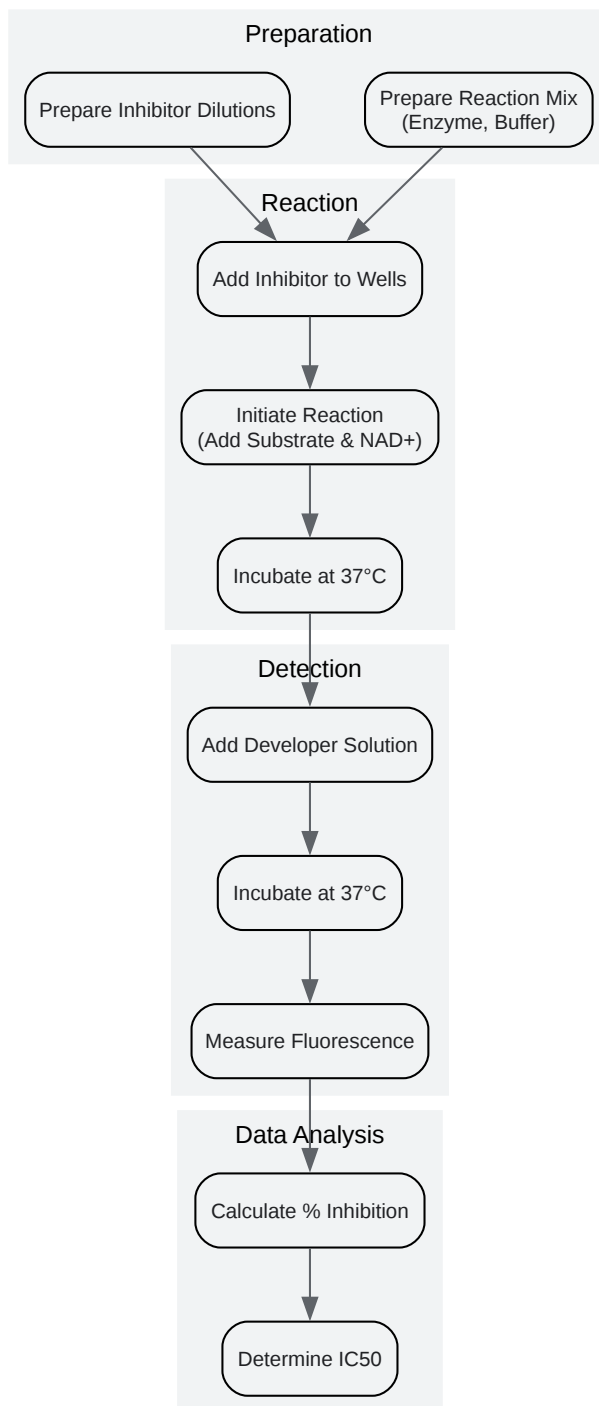 Preparation
Prepare Inhibitor Dilutions
Prepare Reaction Mix
(Enzyme, Buffer)
Reaction
Add Inhibitor to Wells
Initiate Reaction
(Add Substrate & NAD+)
Incubate at 37°C
Detection
Add Developer Solution
Incubate at 37°C
Measure Fluorescence
Data Analysis
Calculate % Inhibition
Determine IC50